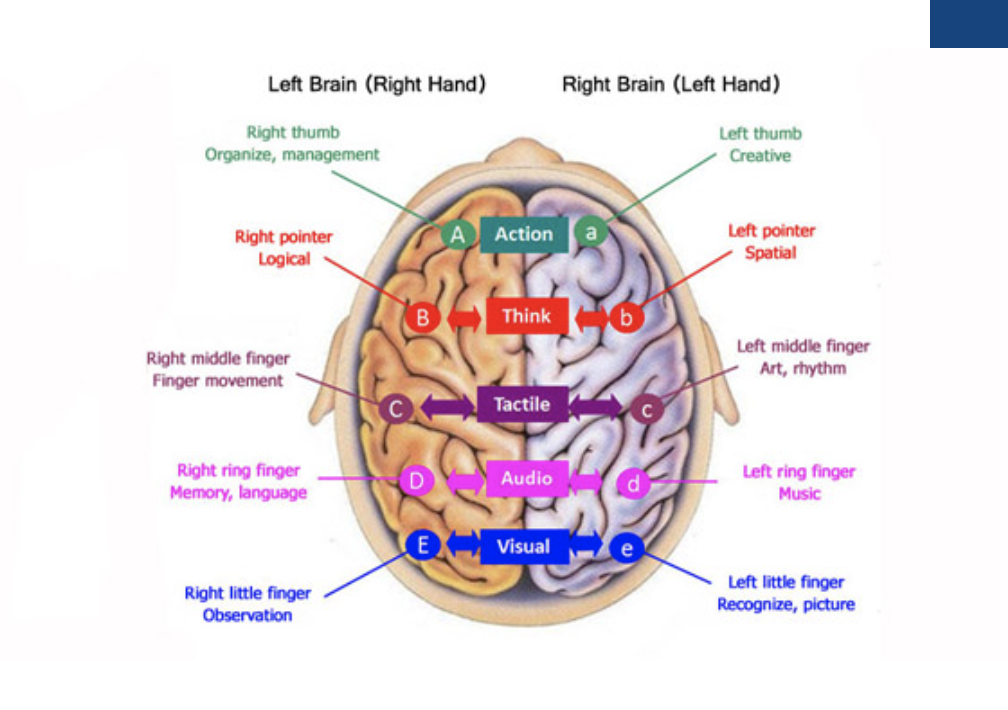 Left Brain (Right Hand)
Right Brain (Left Hand)
Right thumb
Organize, management
Left thumb
Creative
A
Action
a
Right pointer
Logical
Left pointer
Spatial
B
Think
b
Right middle finger
Finger movement
Left middle finger
Art, rhythm
C
Tactile
c
Right ring finger
Memory, language
Left ring finger
Music
D
Audio
d
E
Visual
e
Right little finger
Observation
Left little finger
Recognize, picture